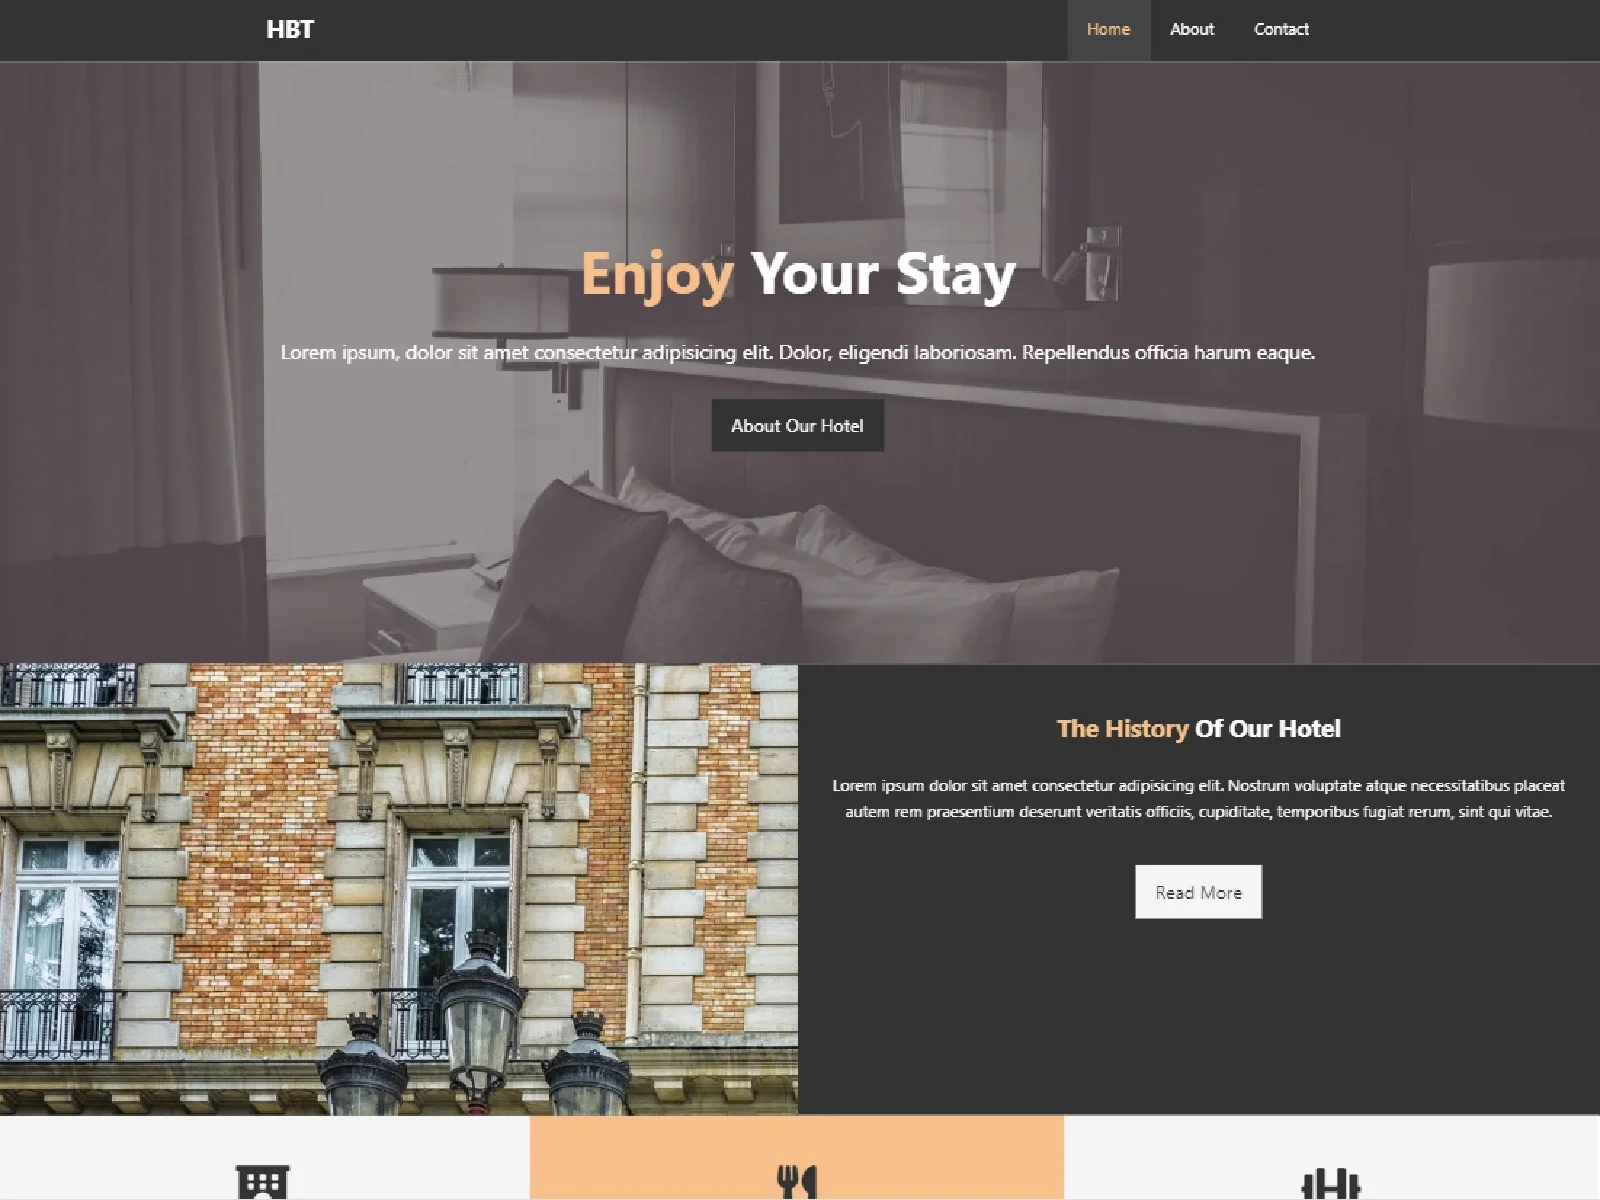 HBT
Home
About
Contact
Enjoy Your Stay
Lorem ipsum, dolor sit amet consectetur adipisicing elit. Dolor, eligendi laboriosam. Repellendus officia harum eaque.
About Our Hotel
The History Of Our Hotel
Lorem ipsum dolor sit amet consectetur adipisicing elit. Nostrum voluptate atque necessitatibus placeat
autem rem praesentium deserunt veritatis officiis, cupiditate, temporibus fugiat rerum, sint qui vitae.
Read More